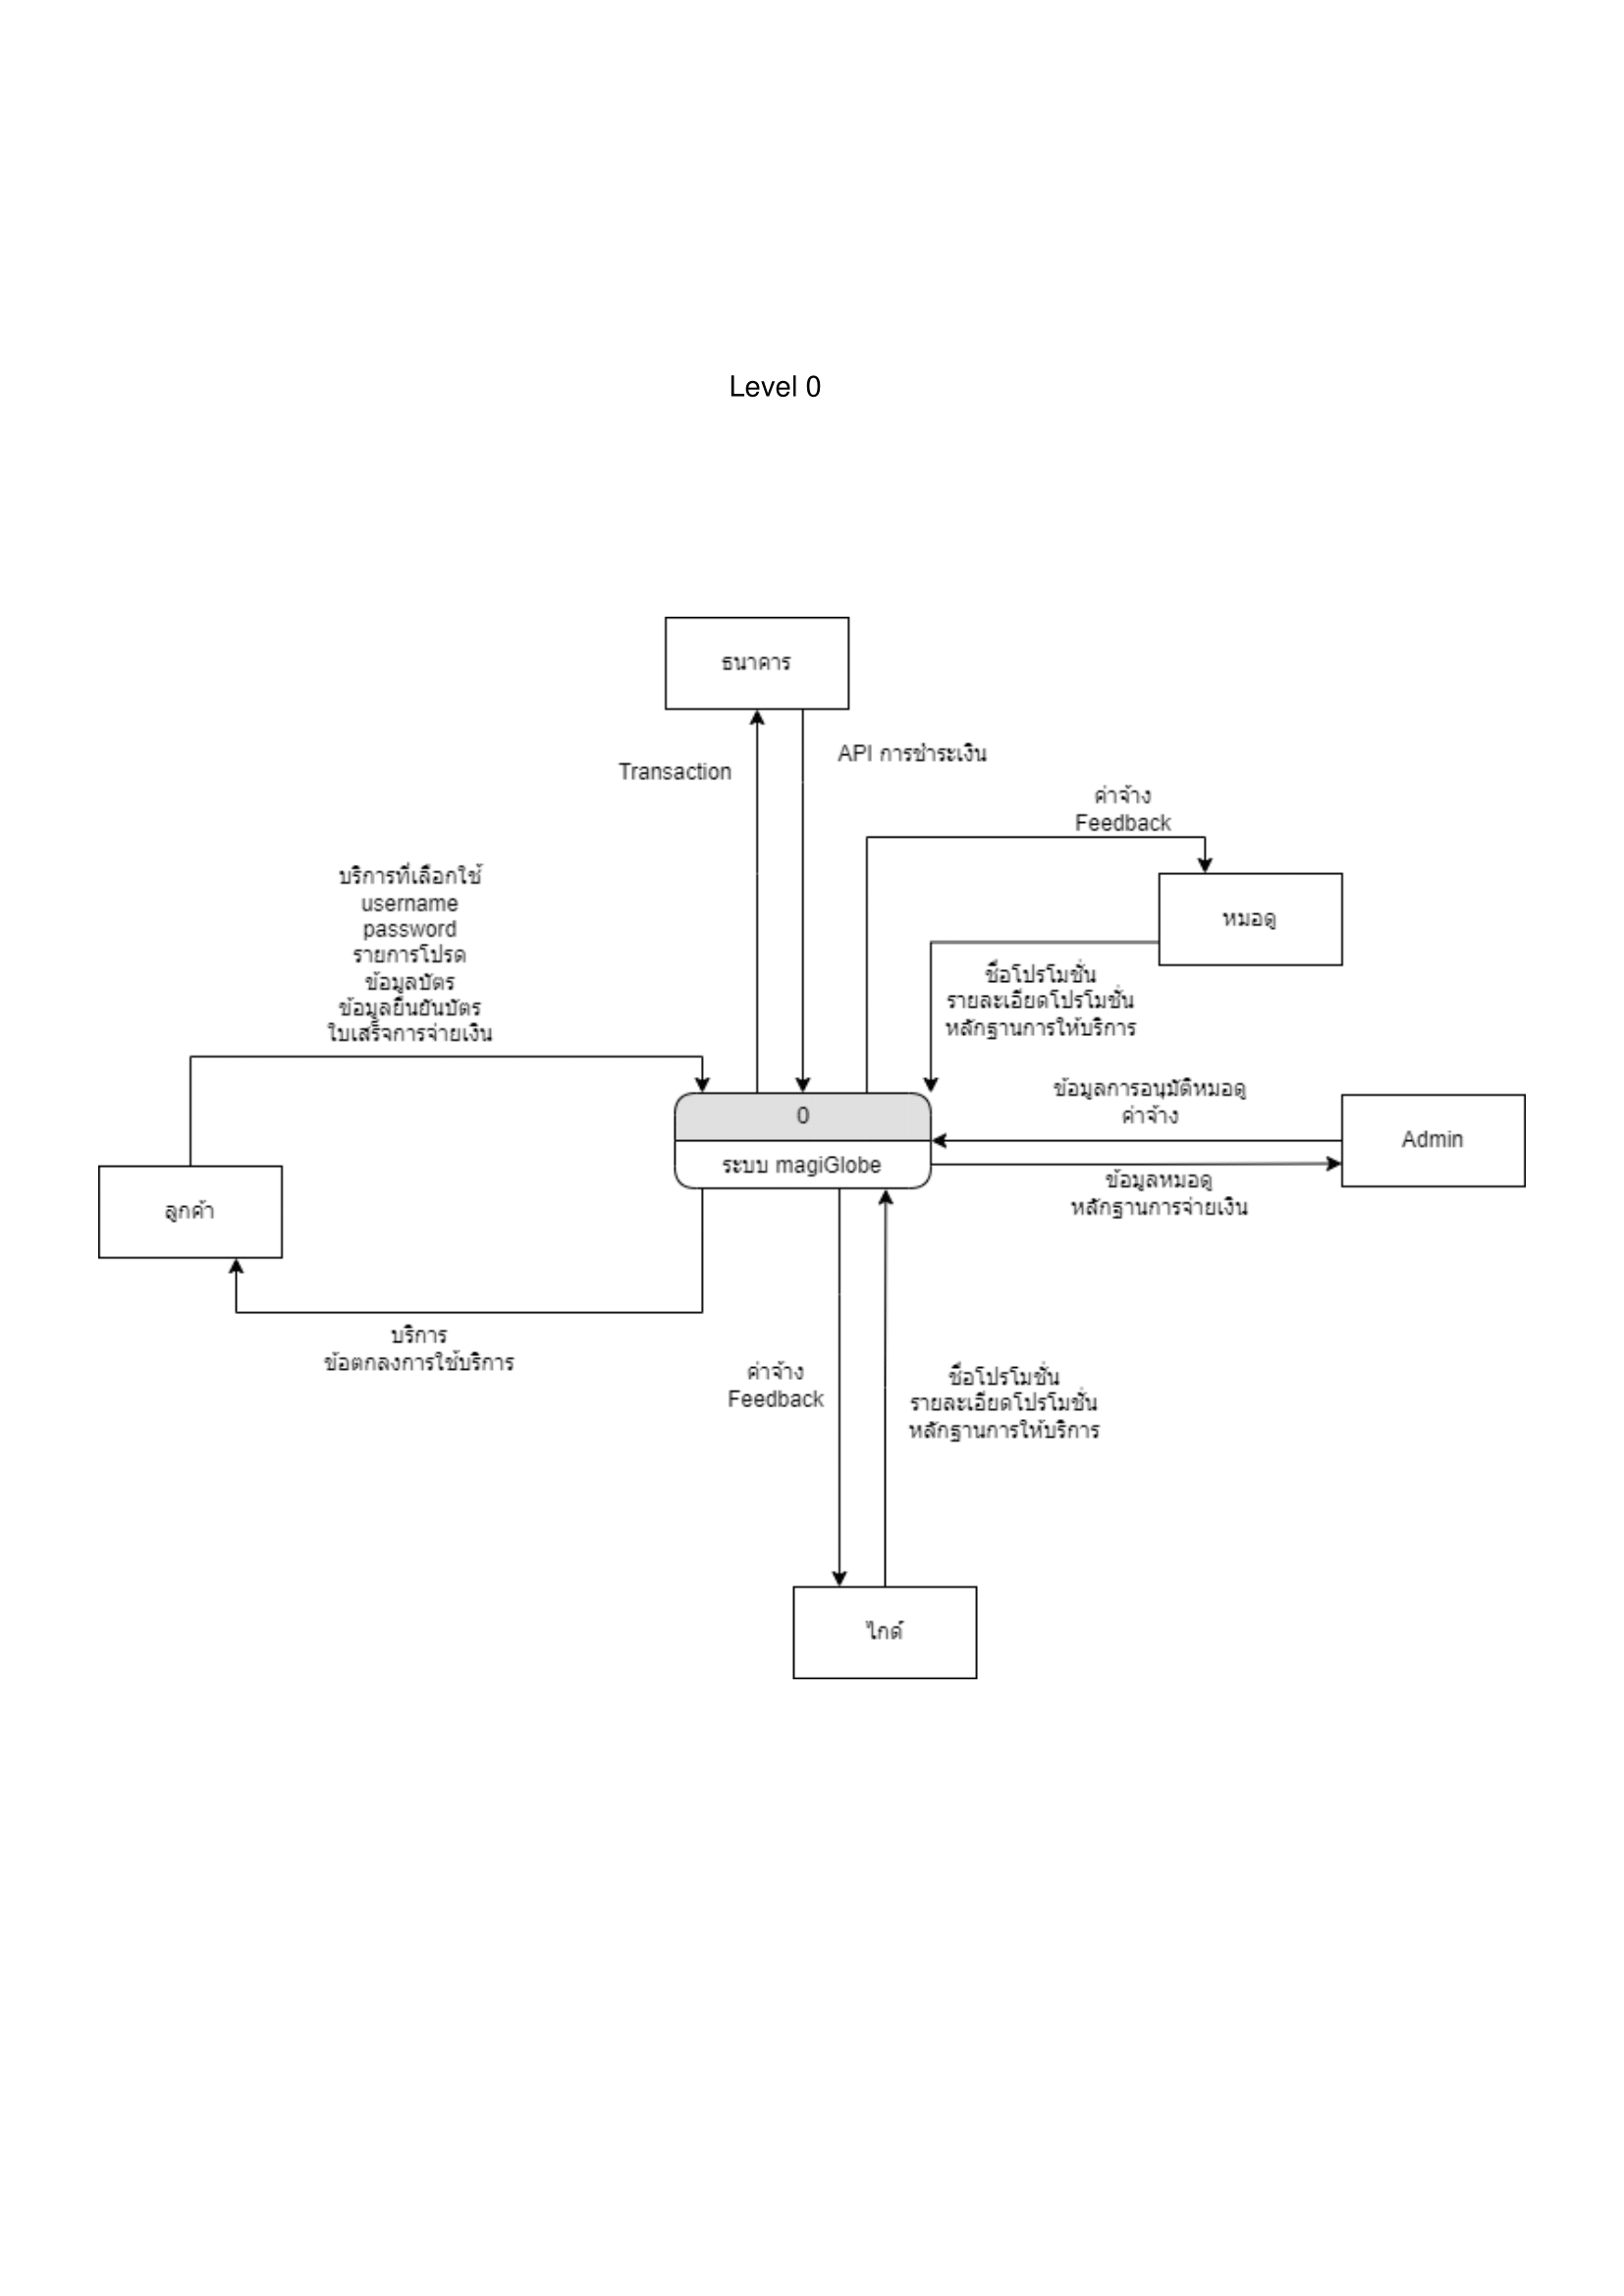 Level 0
ธนาคาร
Transaction
API การชำระเงิน
ค่าจ้าง
Feedback
หมอดู
บริการที่เลือกใช้
username
password
รายการโปรด
ข้อมูลบัตร
ข้อมูลยืนยันบัตร
ใบเสร็จการจ่ายเงิน
ชื่อโปรโมชั่น
รายละเอียดโปรโมชั่น
หลักฐานการให้บริการ
0
ระบบ magiGlobe
ข้อมูลการอนุมัติหมอดู
ค่าจ้าง
Admin
ข้อมูลหมอดู
หลักฐานการจ่ายเงิน
ลูกค้า
บริการ
ข้อตกลงการใช้บริการ
ค่าจ้าง
Feedback
ชื่อโปรโมชั่น
รายละเอียดโปรโมชั่น
หลักฐานการให้บริการ
ไกด์